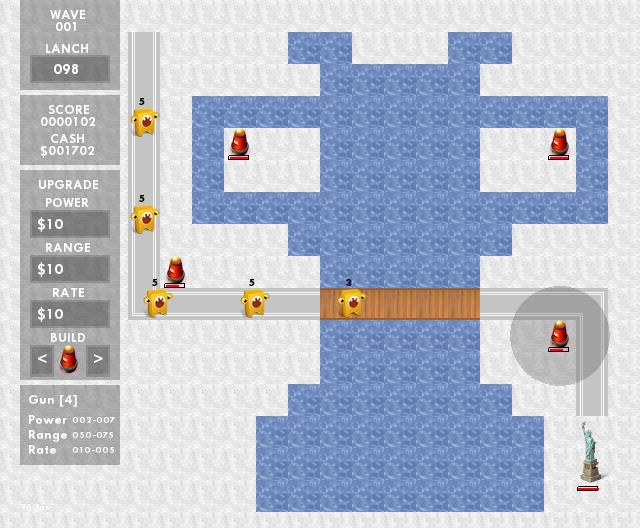 WAVE
001
LANCH
098
SCORE
0000102
CASH
$001702
UPGRADE
POWER
$10
RANGE
$10
RATE
$10
BUILD
< >
Gun [4]
Power 002-007
Range 050-075
Rate 010-005
5
5
5 5 3